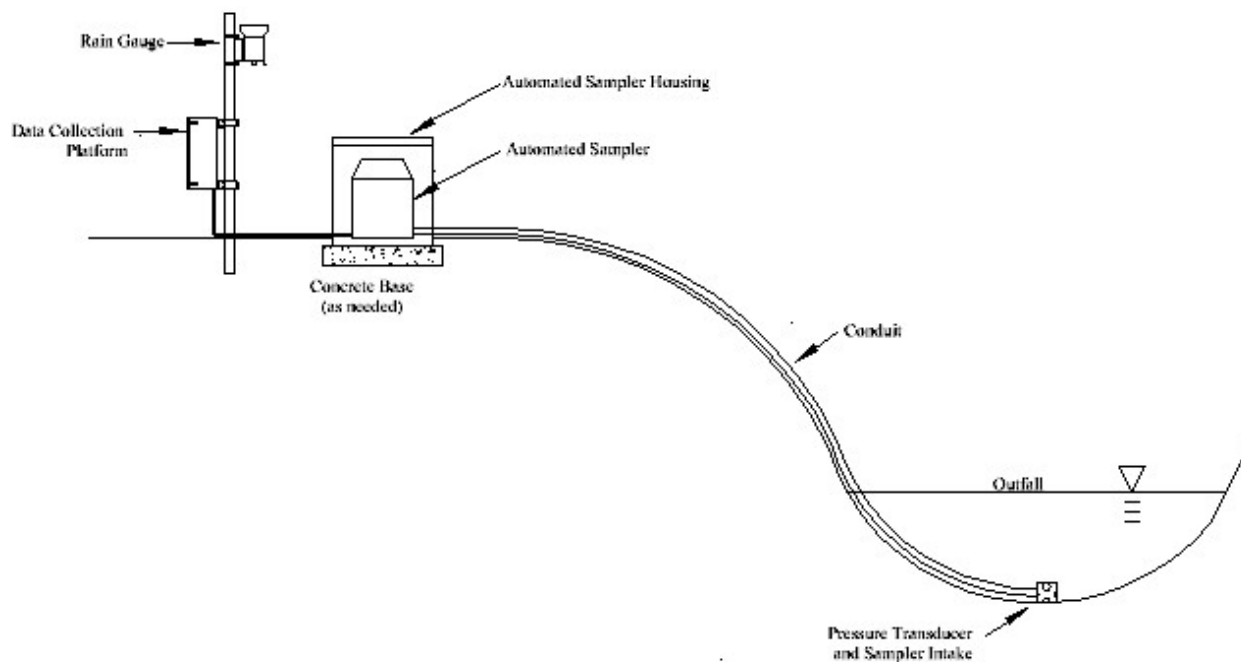 Rain Gauge
Automated Sampler Housing
Data Collection
Platform
Automated Sampler
Concrete Base
(as needed)
Conduit
Outfall
Pressure Transducer
and Sampler Intake